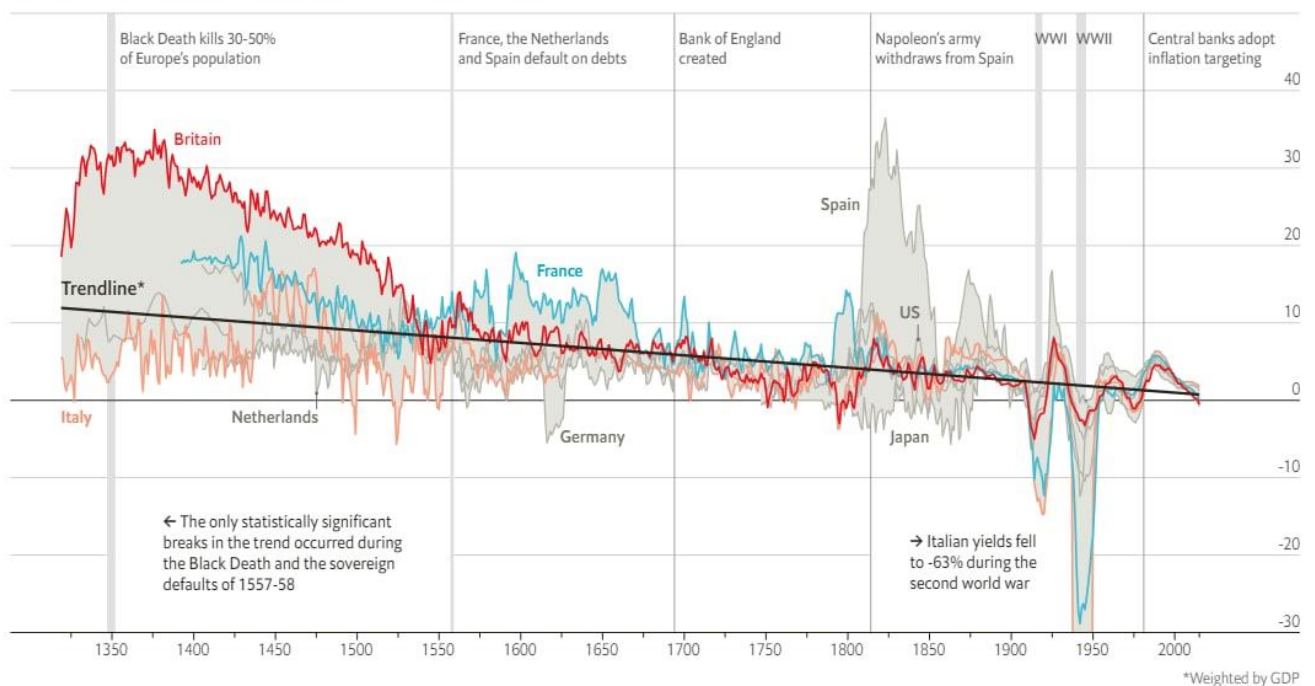 Black Death kills 30-50%
of Europe's population
France, the Netherlands
and Spain default on debts
Bank of England
created
Napoleon's army
withdraws from Spain
WWI
WWII
Central banks adopt
inflation targeting
40
30
20
10
0
-10
-20
-30
Britain
Spain
France
Trendline*
US
Italy
Netherlands
Germany
Japan
← The only statistically significant
breaks in the trend occurred during
the Black Death and the sovereign
defaults of 1557-58
→ Italian yields fell
to -63% during the
second world war
1350
1400
1450
1500
1550
1600
1650
1700
1750
1800
1850
1900
1950
2000
*Weighted by GDP